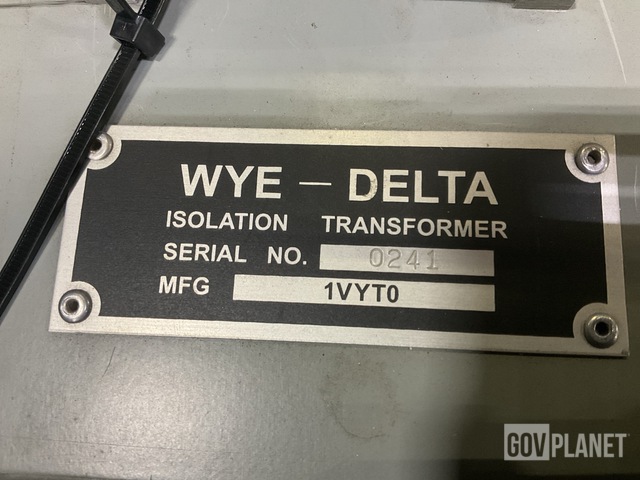 WYE — DELTA
ISOLATION TRANSFORMER
SERIAL NO. 0241
MFG 1VYT0
GOVPLANET